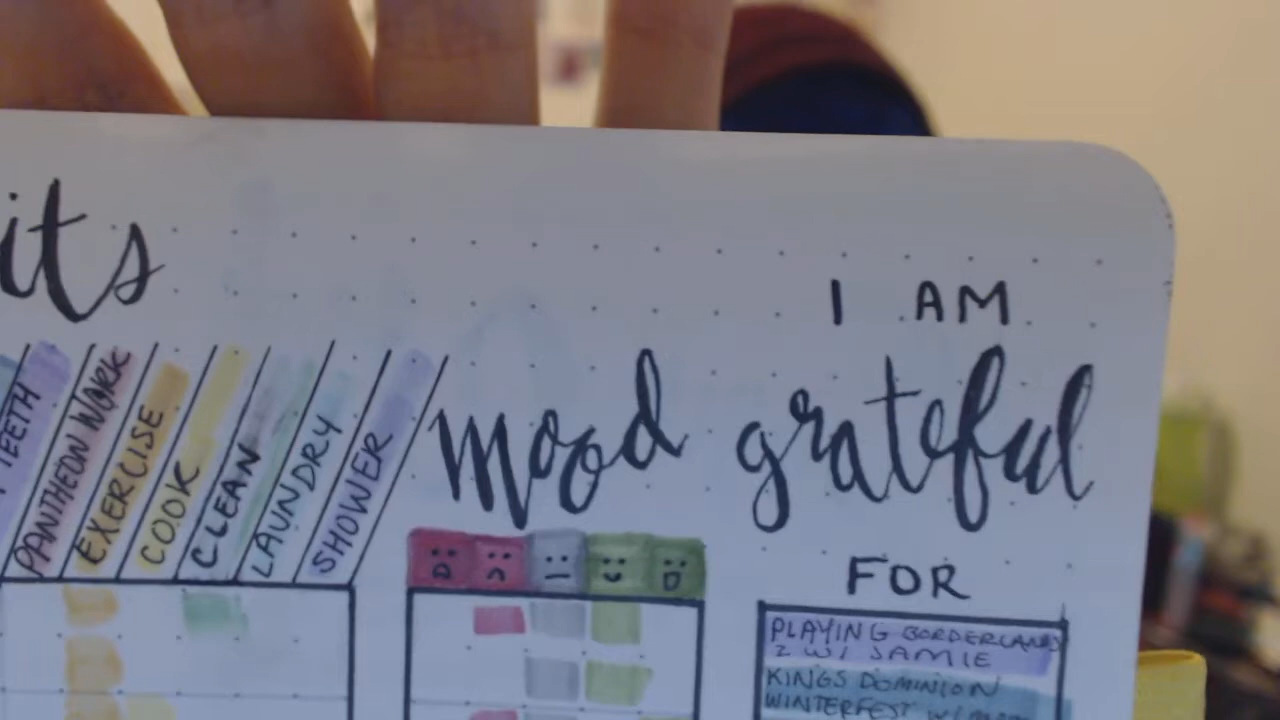 its
TEETH
PANTHEON WORK
EXERCISE
COOK
CLEAN
LAUNDRY
SHOWER
mood
I AM
grateful
FOR
PLAYING BORDERLANDS
2 W/ JAMIE
KINGS DOMINION
WINTERFEST W/